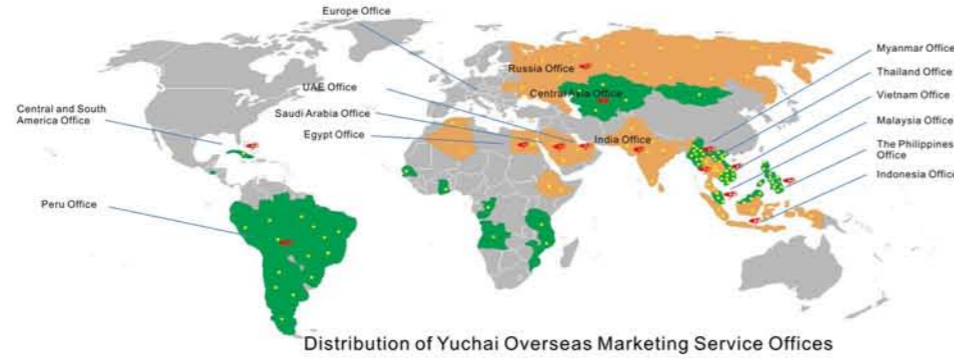 Europe Office
Myanmar Office
Russia Office
Thailand Office
UAE Office
Central Asia Office
Vietnam Office
Central and South
America Office
Saudi Arabia Office
Malaysia Office
Egypt Office
India Office
The Philippines
Office
Indonesia Office
Peru Office
Distribution of Yuchai Overseas Marketing Service Offices